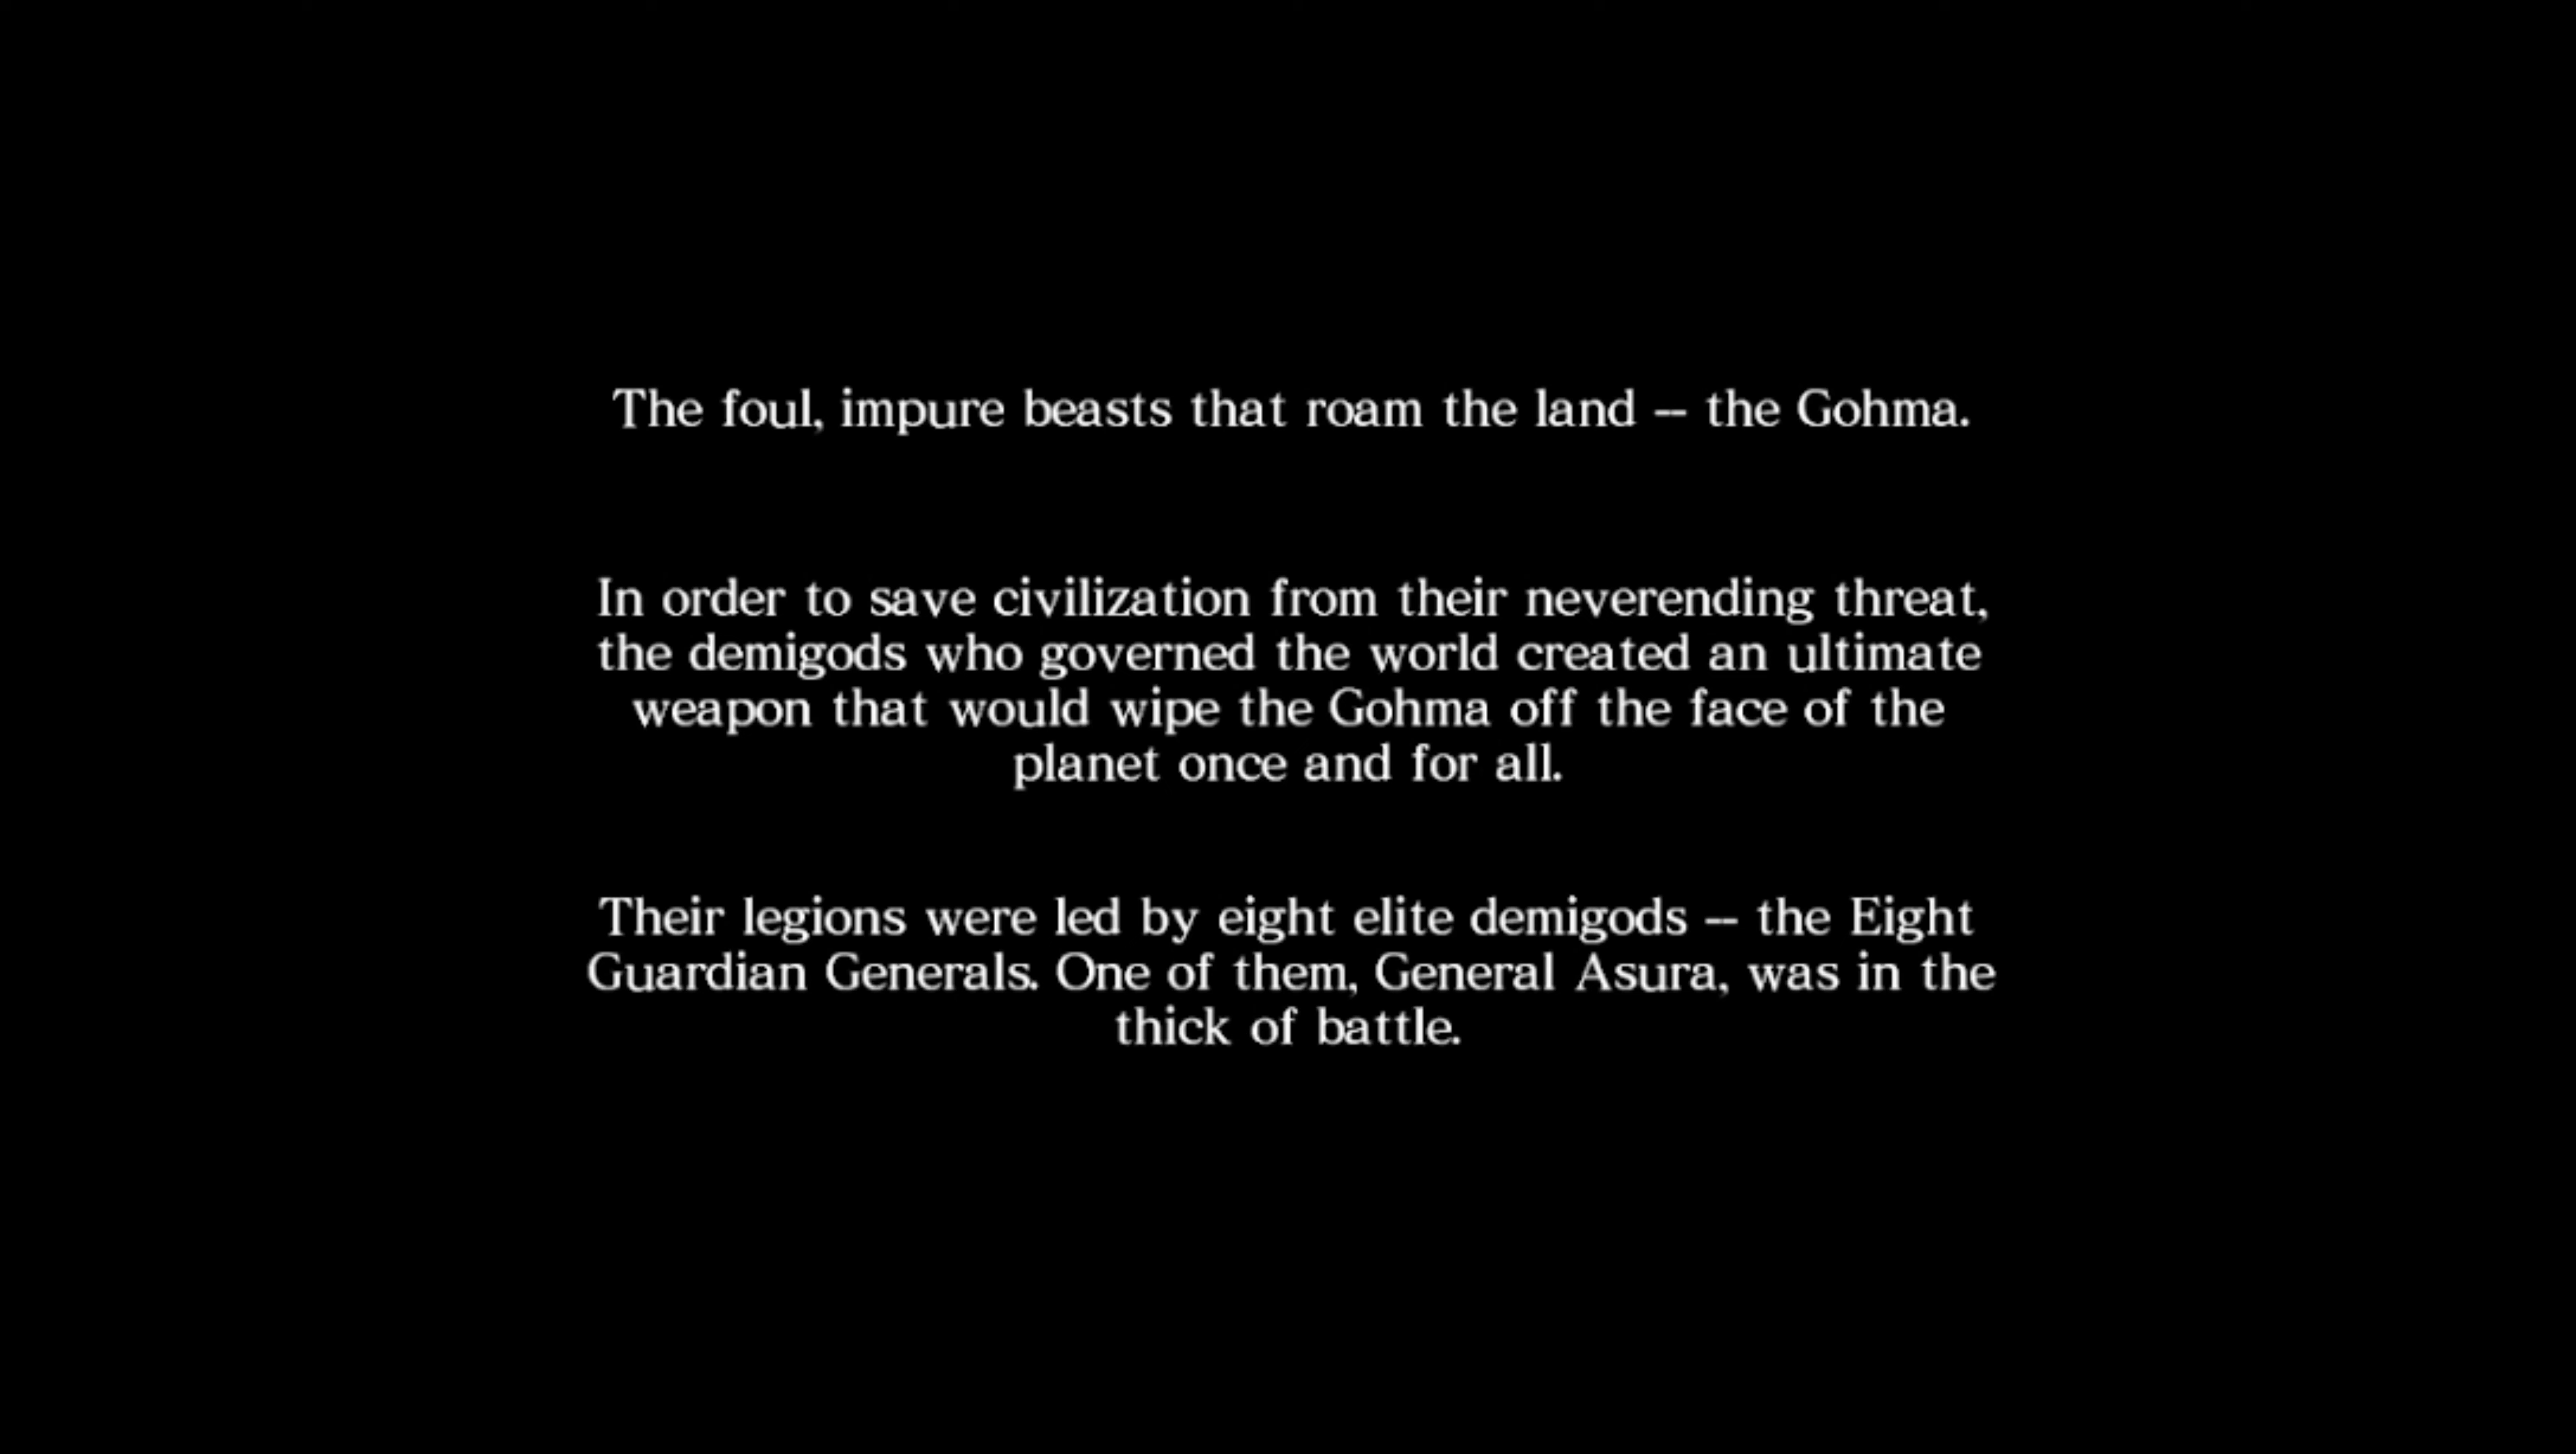 The foul, impure beasts that roam the land -- the Gohma.
In order to save civilization from their neverending threat,
the demigods who governed the world created an ultimate
weapon that would wipe the Gohma off the face of the
planet once and for all.
Their legions were led by eight elite demigods -- the Eight
Guardian Generals. One of them, General Asura, was in the
thick of battle.